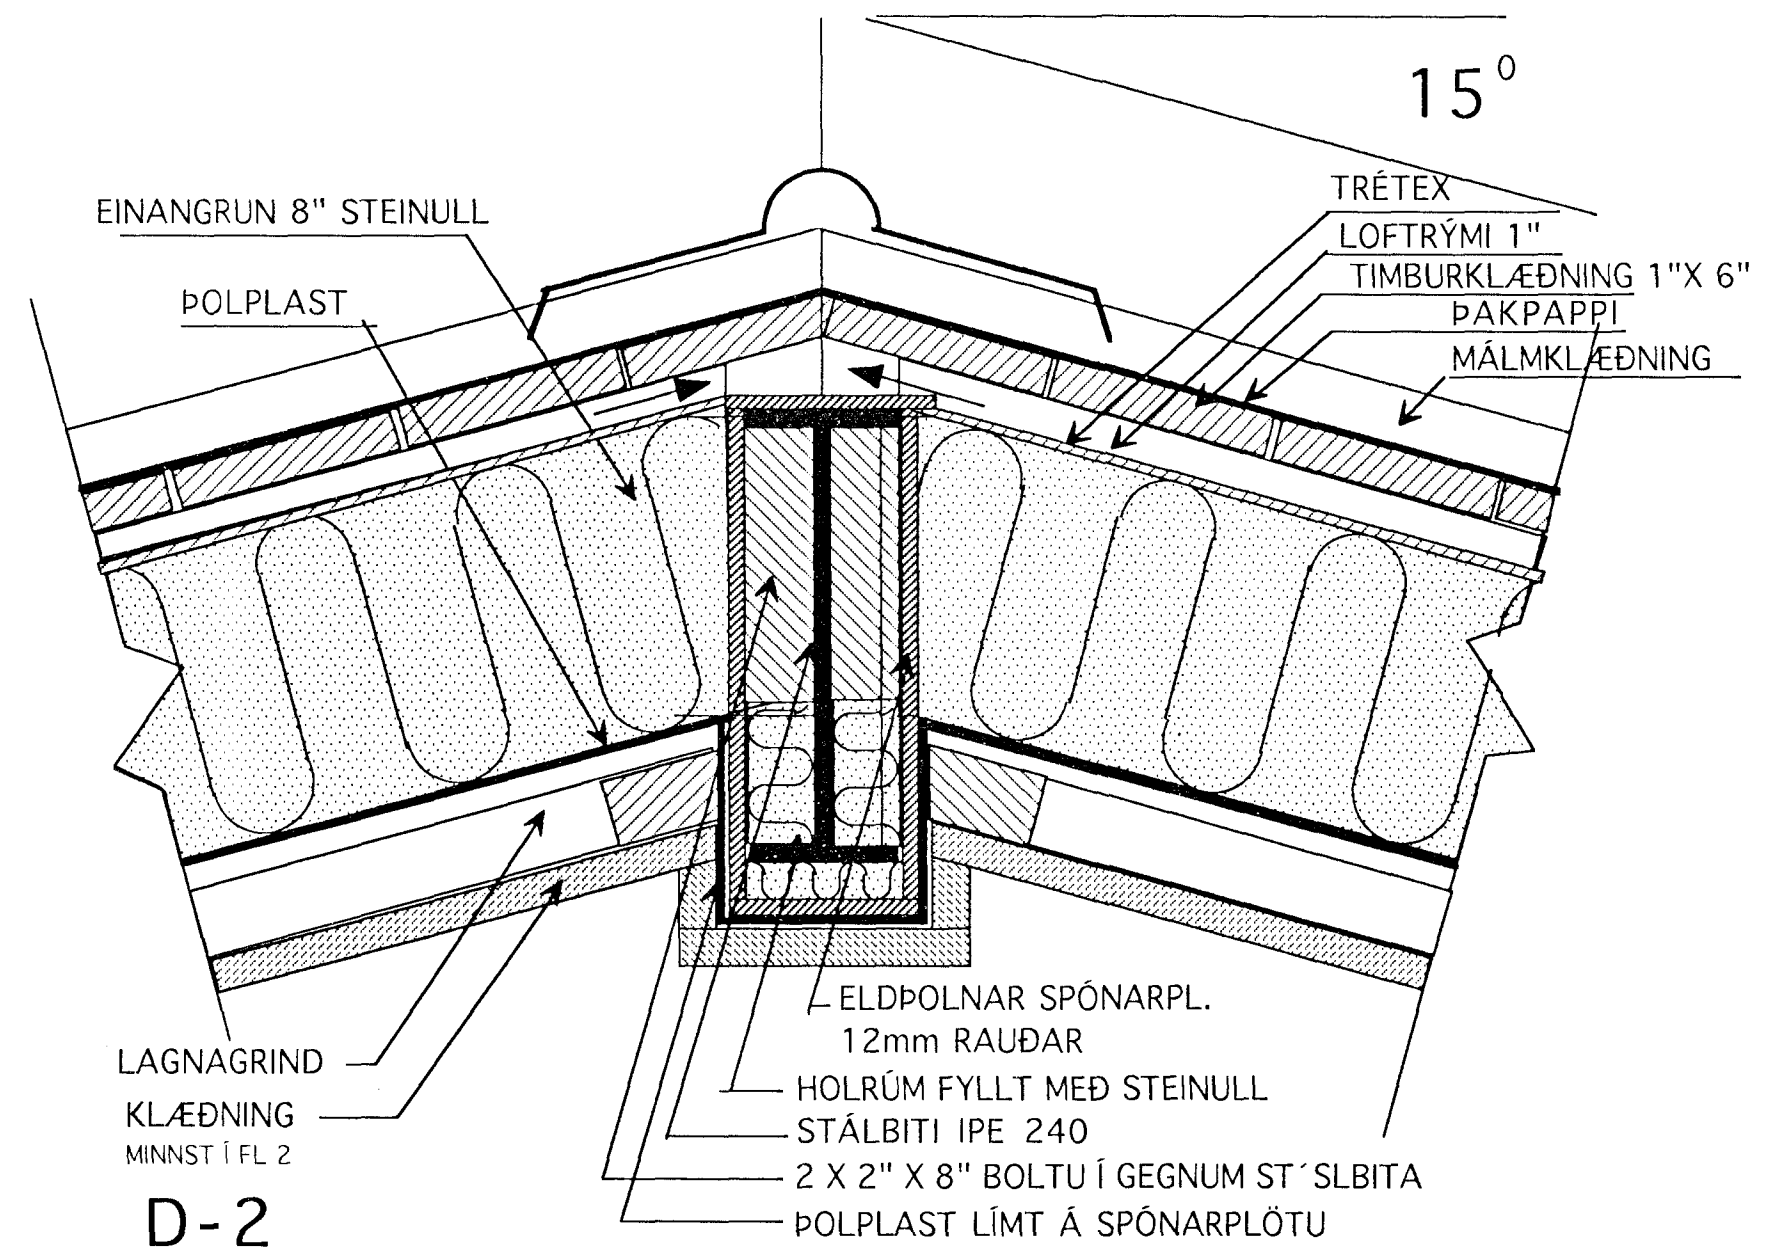 15°
EINANGRUN 8" STEINULL
ÞOLPLAST
TRÉTEX
LOFTRÝMI 1"
TIMBURKLÆÐNING 1"X 6"
ÞAKPAPPI
MÁLMKLÆÐNING
ELDÞOLNAR SPÓNARPL.
12mm RAUÐAR
HOLRÚM FYLLT MEÐ STEINULL
STÁLBITI IPE 240
2 X 2" X 8" BOLTU Í GEGNUM ST´SLBITA
ÞOLPLAST LÍMT Á SPÓNARPLÖTU
LAGNAGRIND
KLÆÐNING
MINNST Í FL 2
D-2